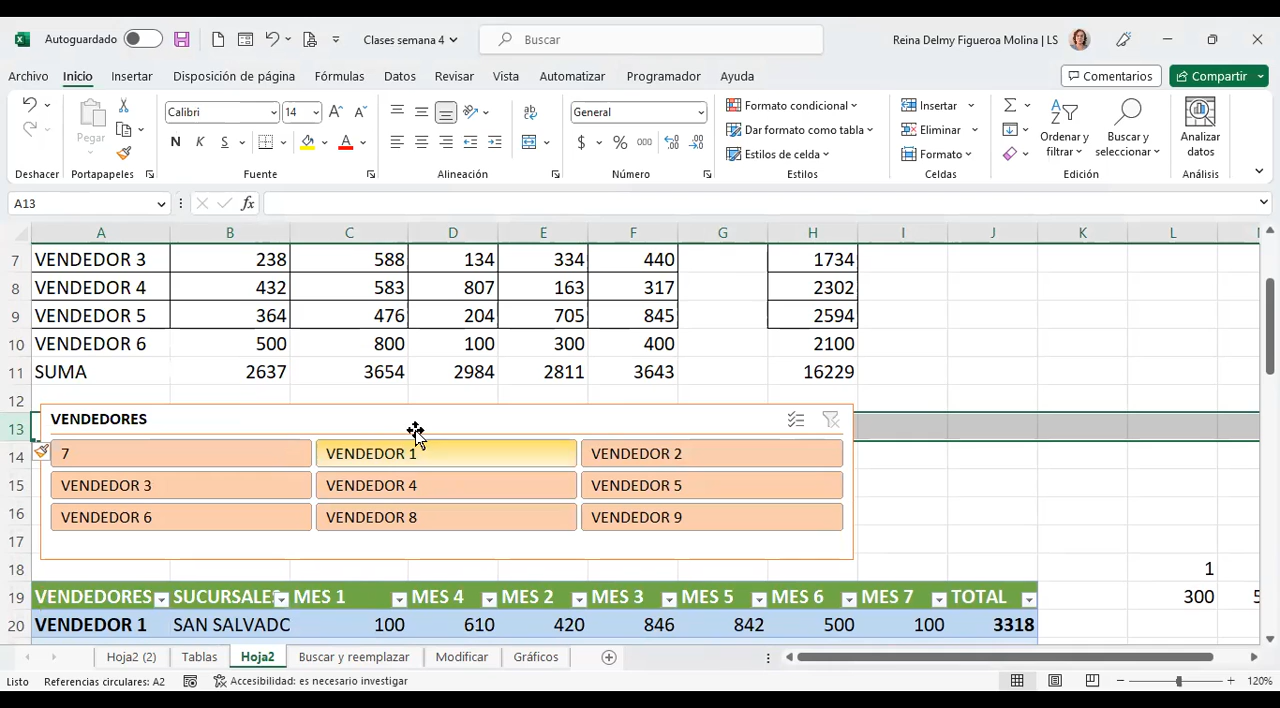 Autoguardado
Clases semana 4
Buscar
Reina Delmy Figueroa Molina | LS
Archivo Inicio Insertar Disposición de página Fórmulas Datos Revisar Vista Automatizar Programador Ayuda
Comentarios Compartir
Pegar
Calibri 14
N K S
General
$ % 000
Formato condicional
Dar formato como tabla
Estilos de celda
Insertar
Eliminar
Formato
Ordenar y filtrar
Buscar y seleccionar
Analizar datos
Deshacer Portapapeles Fuente Alineación Número Estilos Celdas Edición Análisis
A13 fx
A B C D E F G H I J K L
7 VENDEDOR 3 238 588 134 334 440 1734
8 VENDEDOR 4 432 583 807 163 317 2302
9 VENDEDOR 5 364 476 204 705 845 2594
10 VENDEDOR 6 500 800 100 300 400 2100
11 SUMA 2637 3654 2984 2811 3643 16229
12
13 VENDEDORES
14 7 VENDEDOR 1 VENDEDOR 2
15 VENDEDOR 3 VENDEDOR 4 VENDEDOR 5
16 VENDEDOR 6 VENDEDOR 8 VENDEDOR 9
17
18 1
19 VENDEDORES SUCURSALES MES 1 MES 4 MES 2 MES 3 MES 5 MES 6 MES 7 TOTAL 300
20 VENDEDOR 1 SAN SALVADO 100 610 420 846 842 500 100 3318
Hoja2 (2) Tablas Hoja2 Buscar y reemplazar Modificar Gráficos
Listo Referencias circulares: A2 Accesibilidad: es necesario investigar 120%